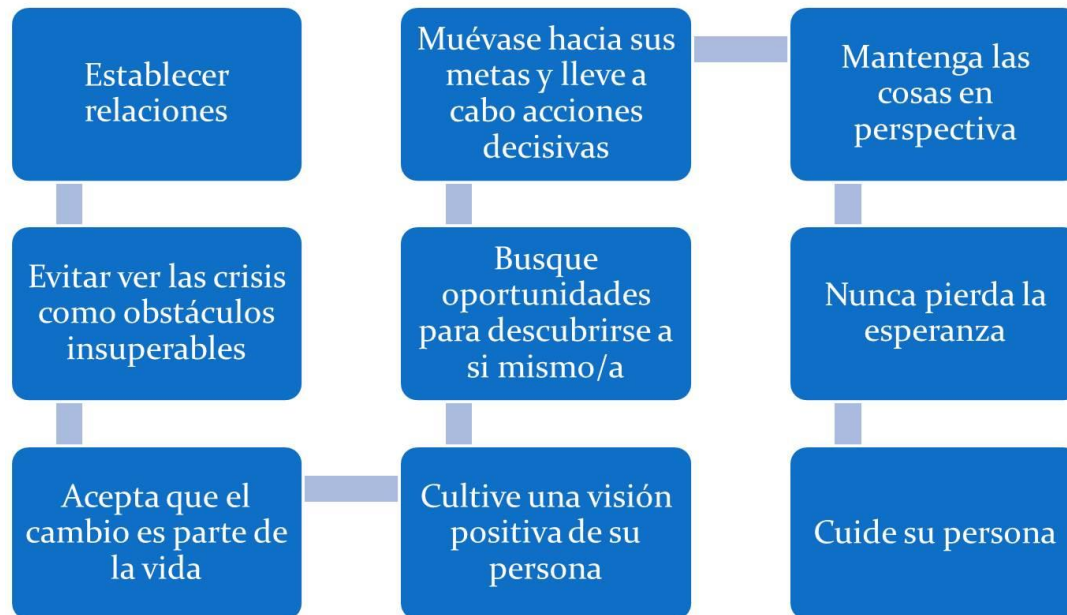 Establecer
relaciones
Evitar ver las crisis
como obstáculos
insuperables
Acepta que el
cambio es parte de
la vida
Cultive una visión
positiva de su
persona
Busque
oportunidades
para descubrirse a
si mismo/a
Muévase hacia sus
metas y lleve a
cabo acciones
decisivas
Mantenga las
cosas en
perspectiva
Nunca pierda la
esperanza
Cuide su persona